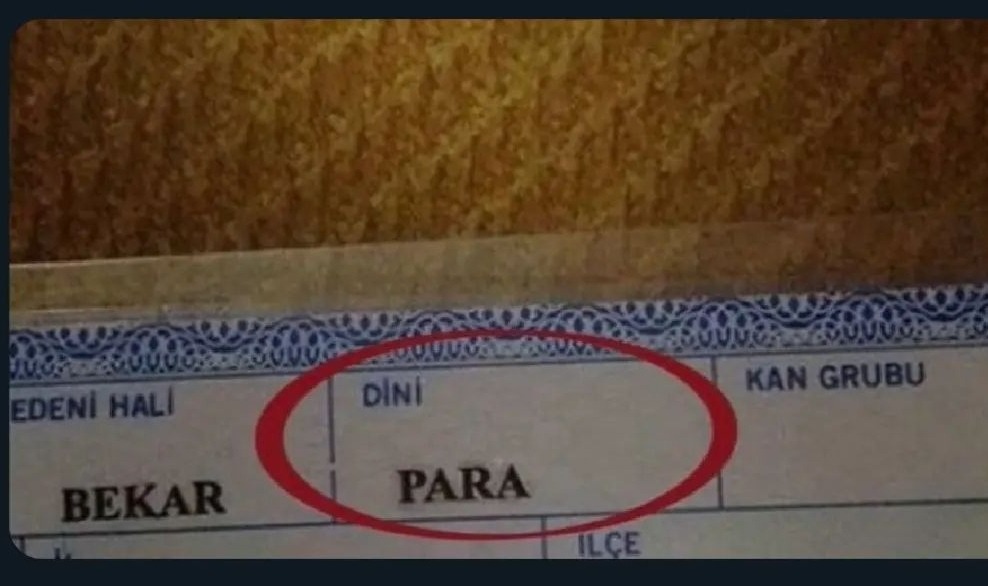 EDENİ HALİ DİNİ KAN GRUBU
BEKAR PARA
İLÇE